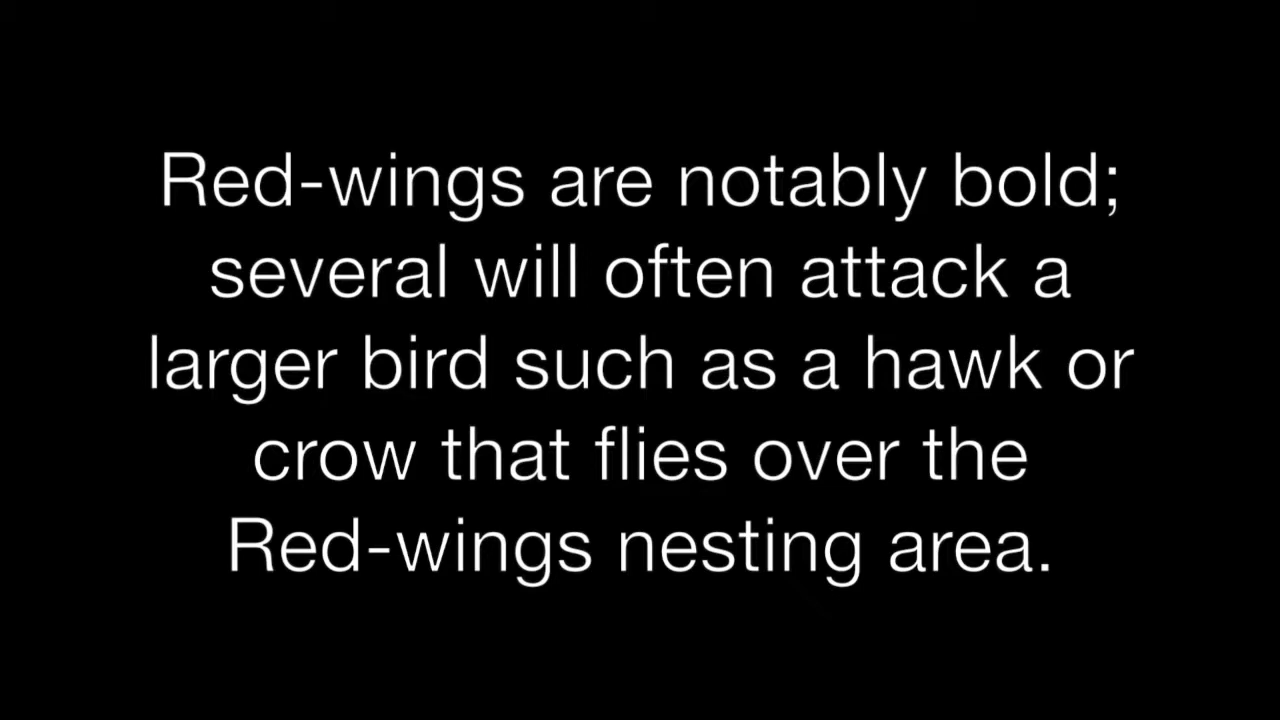 Red-wings are notably bold;
several will often attack a
larger bird such as a hawk or
crow that flies over the
Red-wings nesting area.